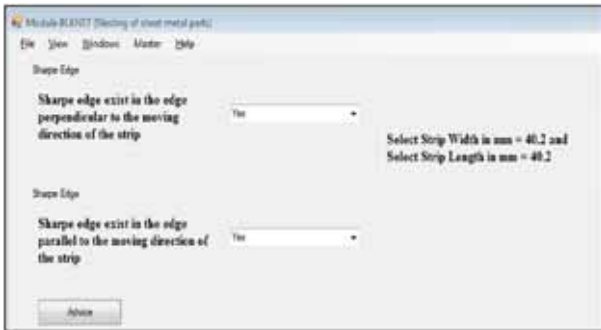 Module BLKNST (Nesting of sheet metal parts)
File View Windows Master Help
Sharpe Edge
Sharpe edge exist in the edge
perpendicular to the moving
direction of the strip
Yes
Select Strip Width in mm = 40.2 and
Select Strip Length in mm = 40.2
Sharpe Edge
Sharpe edge exist in the edge
parallel to the moving direction of
the strip
Yes
Advice